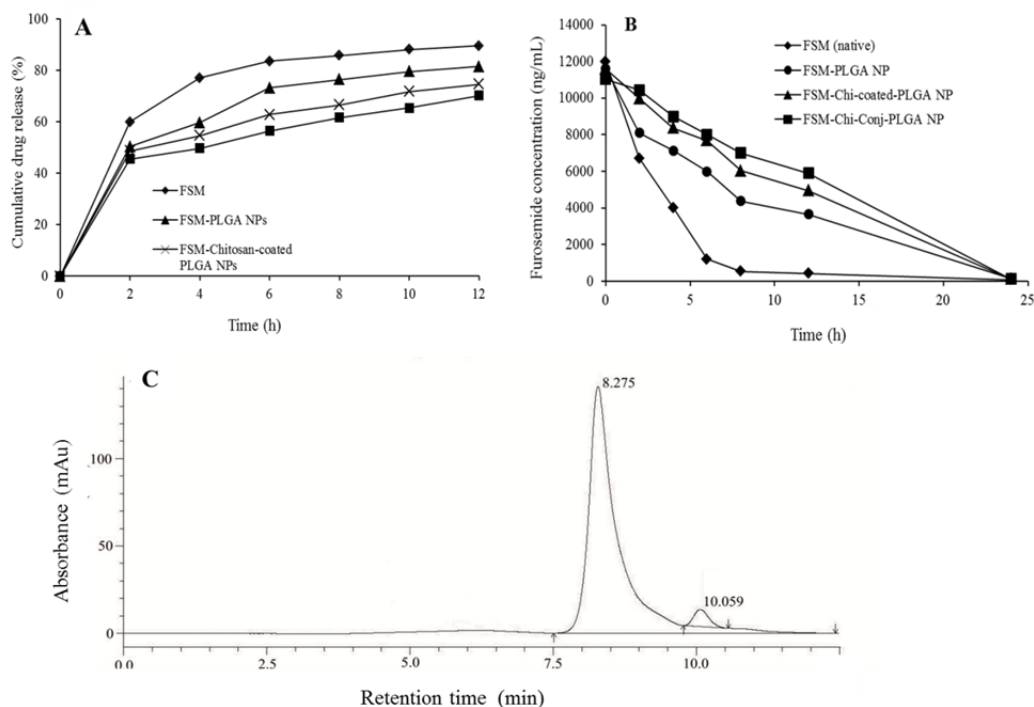 A
Cumulative drug release (%)
100
80
60
40
20
0
FSM
FSM-PLGA NPs
FSM-Chitosan-coated
PLGA NPs
0 2 4 6 8 10 12
Time (h)
B
Furosemide concentration (ng/mL)
14000
12000
10000
8000
6000
4000
2000
0
FSM (native)
FSM-PLGA NP
FSM-Chi-coated-PLGA NP
FSM-Chi-Conj-PLGA NP
0 5 10 15 20 25
Time (h)
C
Absorbance (mAu)
100
50
0
8.275
10.059
0.0 2.5 5.0 7.5 10.0
Retention time (min)